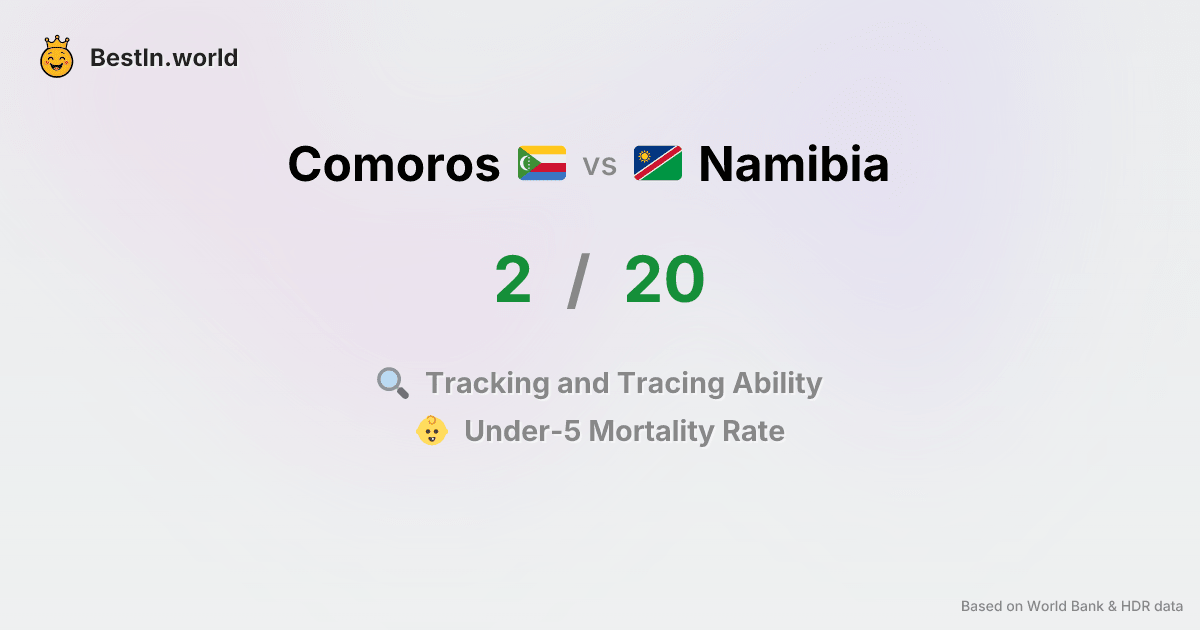 BestIn.world
Comoros vs Namibia
2 / 20
Tracking and Tracing Ability
Under-5 Mortality Rate
Based on World Bank & HDR data